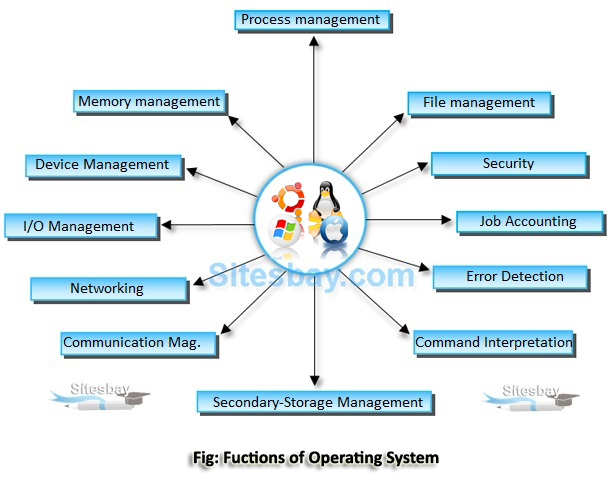 Process management
Memory management
File management
Device Management
Security
I/O Management
Job Accounting
Sitesbay.com
Networking
Error Detection
Communication Mag.
Command Interpretation
Sitesbay
Secondary-Storage Management
Sitesbay
Fig: Fuctions of Operating System